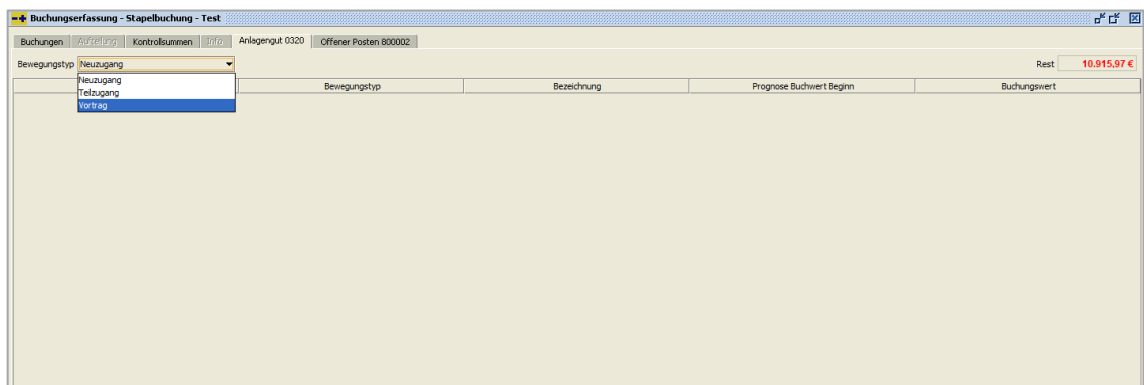 Buchungserfassung - Stapelbuchung - Test
Buchungen Aufteilung Kontrollsummen Info Anlagengut 0320 Offener Posten 800002
Bewegungstyp Neuzugang Rest 10.915,97 €
Neuzugang
Teilzugang
Vortrag
Bewegungstyp Bezeichnung Prognose Buchwert Beginn Buchungswert